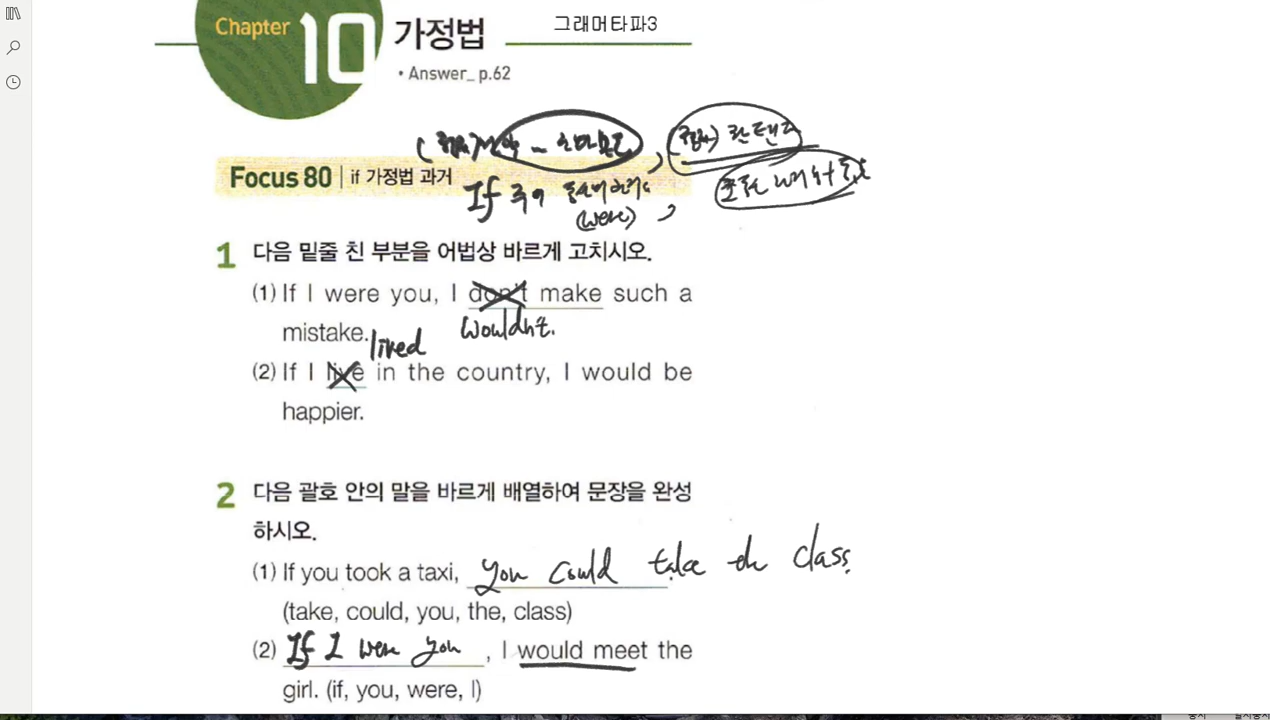 Chapter 10 가정법
그래머타파3
• Answer_ p.62
Focus 80 | if 가정법 과거
If 주어
(were) ,
1 다음 밑줄 친 부분을 어법상 바르게 고치시오.
(1) If I were you, I don't make such a
wouldn't.
mistake.
lived
(2) If I live in the country, I would be
happier.
2 다음 괄호 안의 말을 바르게 배열하여 문장을 완성
하시오.
(1) If you took a taxi, you could take the class.
(take, could, you, the, class)
(2) If I were you , I would meet the
girl. (if, you, were, I)